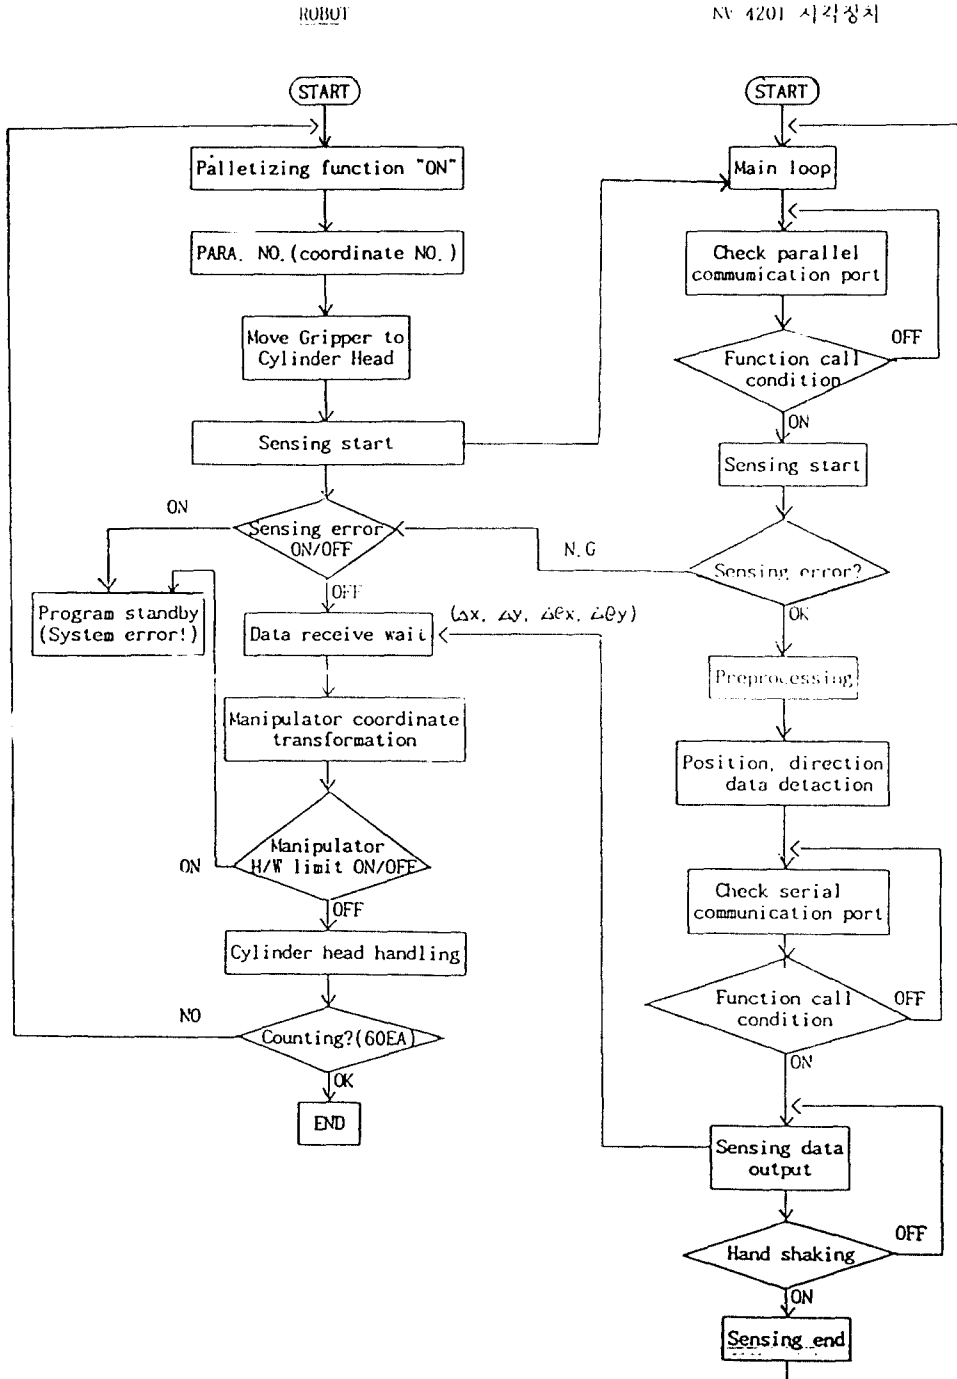 ROBOT
START
Palletizing function "ON"
PARA. NO.(coordinate NO.)
Move Gripper to
Cylinder Head
Sensing start
ON
Sensing error
ON/OFF
OFF
Program standby
(System error!)
Data receive wait
Manipulator coordinate
transformation
Manipulator
H/W limit ON/OFF
ON
OFF
Cylinder head handling
NO
Counting?(60EA)
OK
END
NV 4201 시각장치
START
Main loop
Check parallel
commumication port
OFF
Function call
condition
ON
Sensing start
N.G
Sensing error?
OK
(Δx, Δy, Δθx, Δθy)
Preprocessing
Position, direction
data detaction
Check serial
communication port
Function call
condition
OFF
ON
Sensing data
output
OFF
Hand shaking
ON
Sensing end